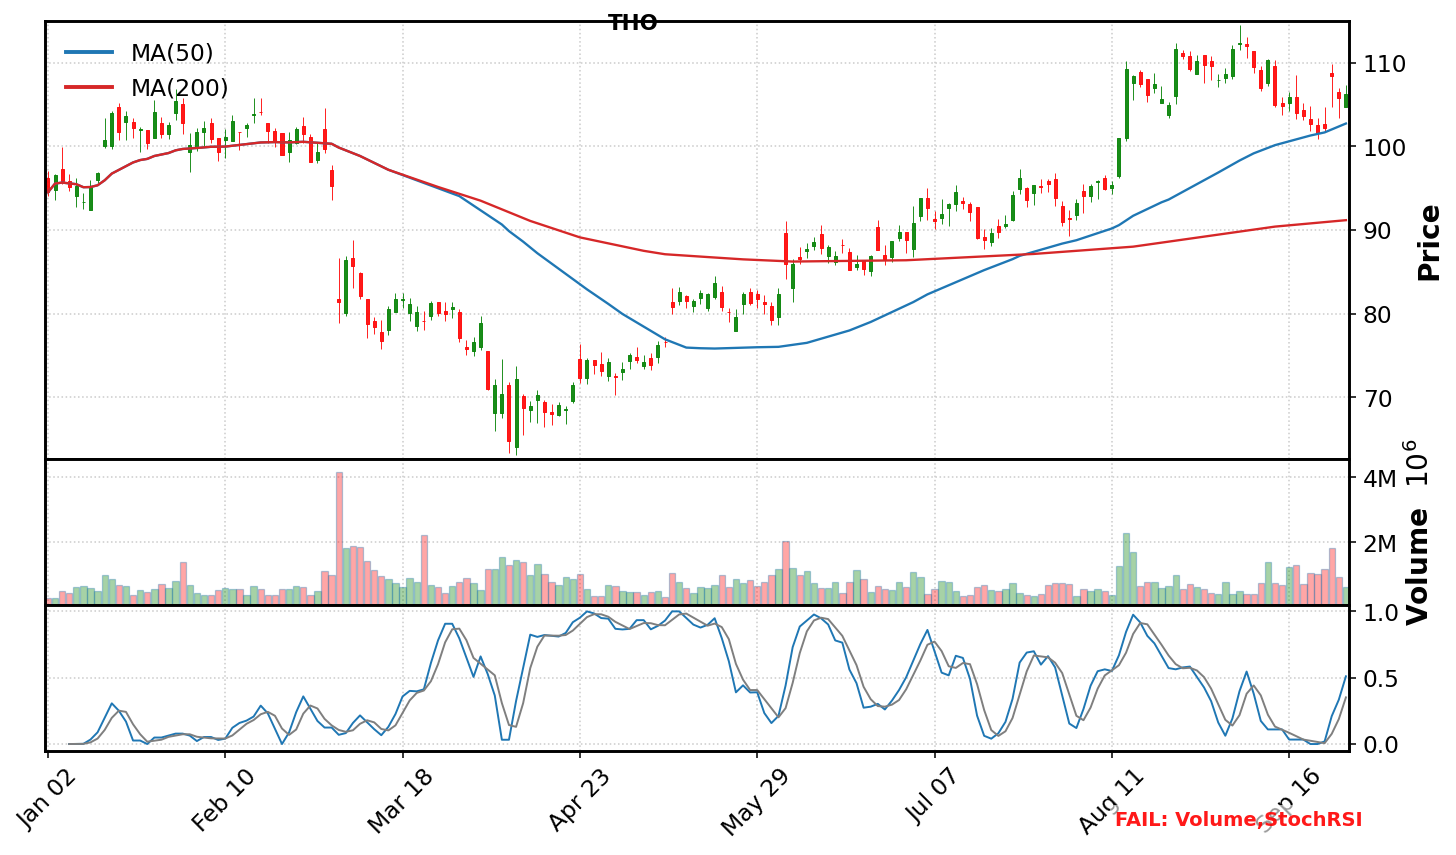 THO
MA(50)
MA(200)
110
100
90
80
70
Price
4M
2M
Volume 10^6
1.0
0.5
0.0
Jan 02
Feb 10
Mar 18
Apr 23
May 29
Jul 07
Aug 11
Sep 16
FAIL: Volume,StochRSI